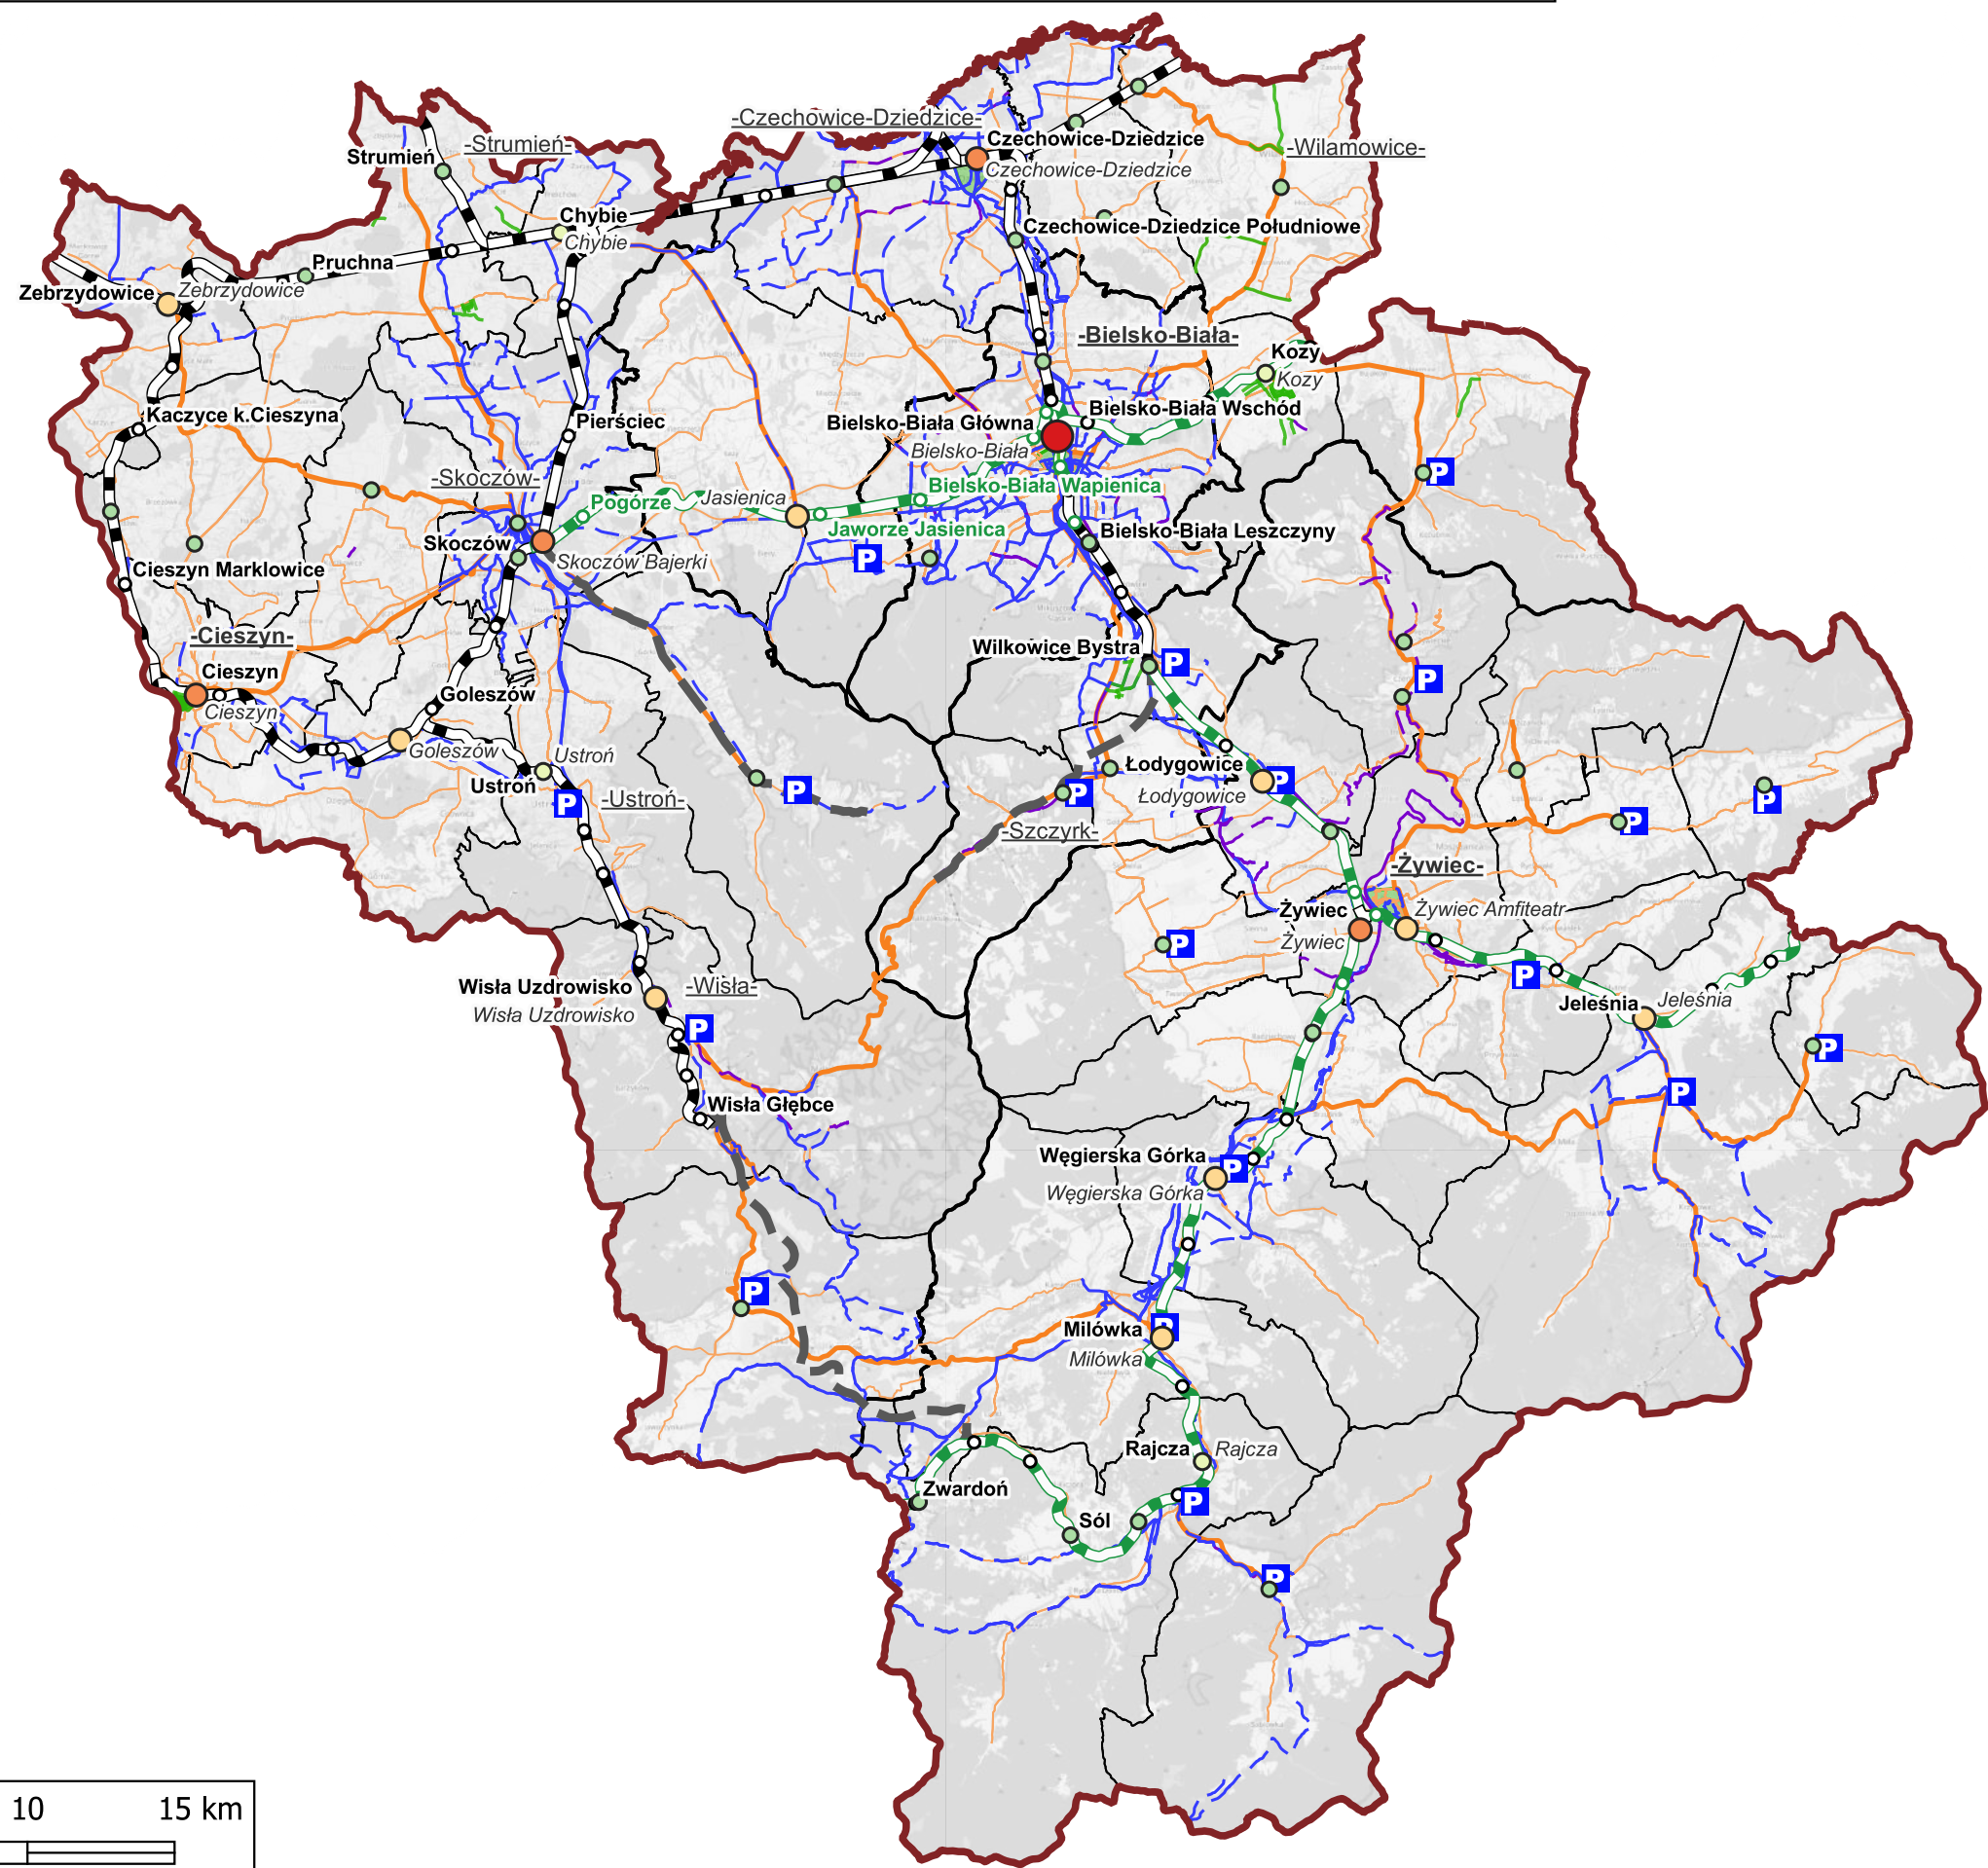 -Czechowice-Dziedzice-
Czechowice-Dziedzice
Czechowice-Dziedzice
-Strumień-
Strumień
-Wilamowice-
Chybie
Chybie
Czechowice-Dziedzice Południowe
Pruchna
Zebrzydowice
Zebrzydowice
-Bielsko-Biała-
Kozy
Kozy
Kaczyce k.Cieszyna
Pierściec
Bielsko-Biała Wschód
Bielsko-Biała Główna
Bielsko-Biała
-Skoczów-
P
Bielsko-Biała Wapienica
Pogórze
Jasienica
Jaworze Jasienica
Bielsko-Biała Leszczyny
Skoczów
Skoczów Bajerki
P
Cieszyn Marklowice
-Cieszyn-
Wilkowice Bystra
P
Cieszyn
P
Cieszyn
Goleszów
Goleszów
Ustroń
Ustroń
Łodygowice
P
Łodygowice
P
P
P
-Ustroń-
P
P
-Szczyrk-
P
-Żywiec-
Żywiec
Żywiec Amfiteatr
Żywiec
P
P
Wisła Uzdrowisko
-Wisła-
Wisła Uzdrowisko
Jeleśnia
Jeleśnia
P
P
P
Wisła Głębce
Węgierska Górka
P
Węgierska Górka
P
Milówka
P
Milówka
Rajcza
Rajcza
Zwardoń
P
Sól
P
10
15 km